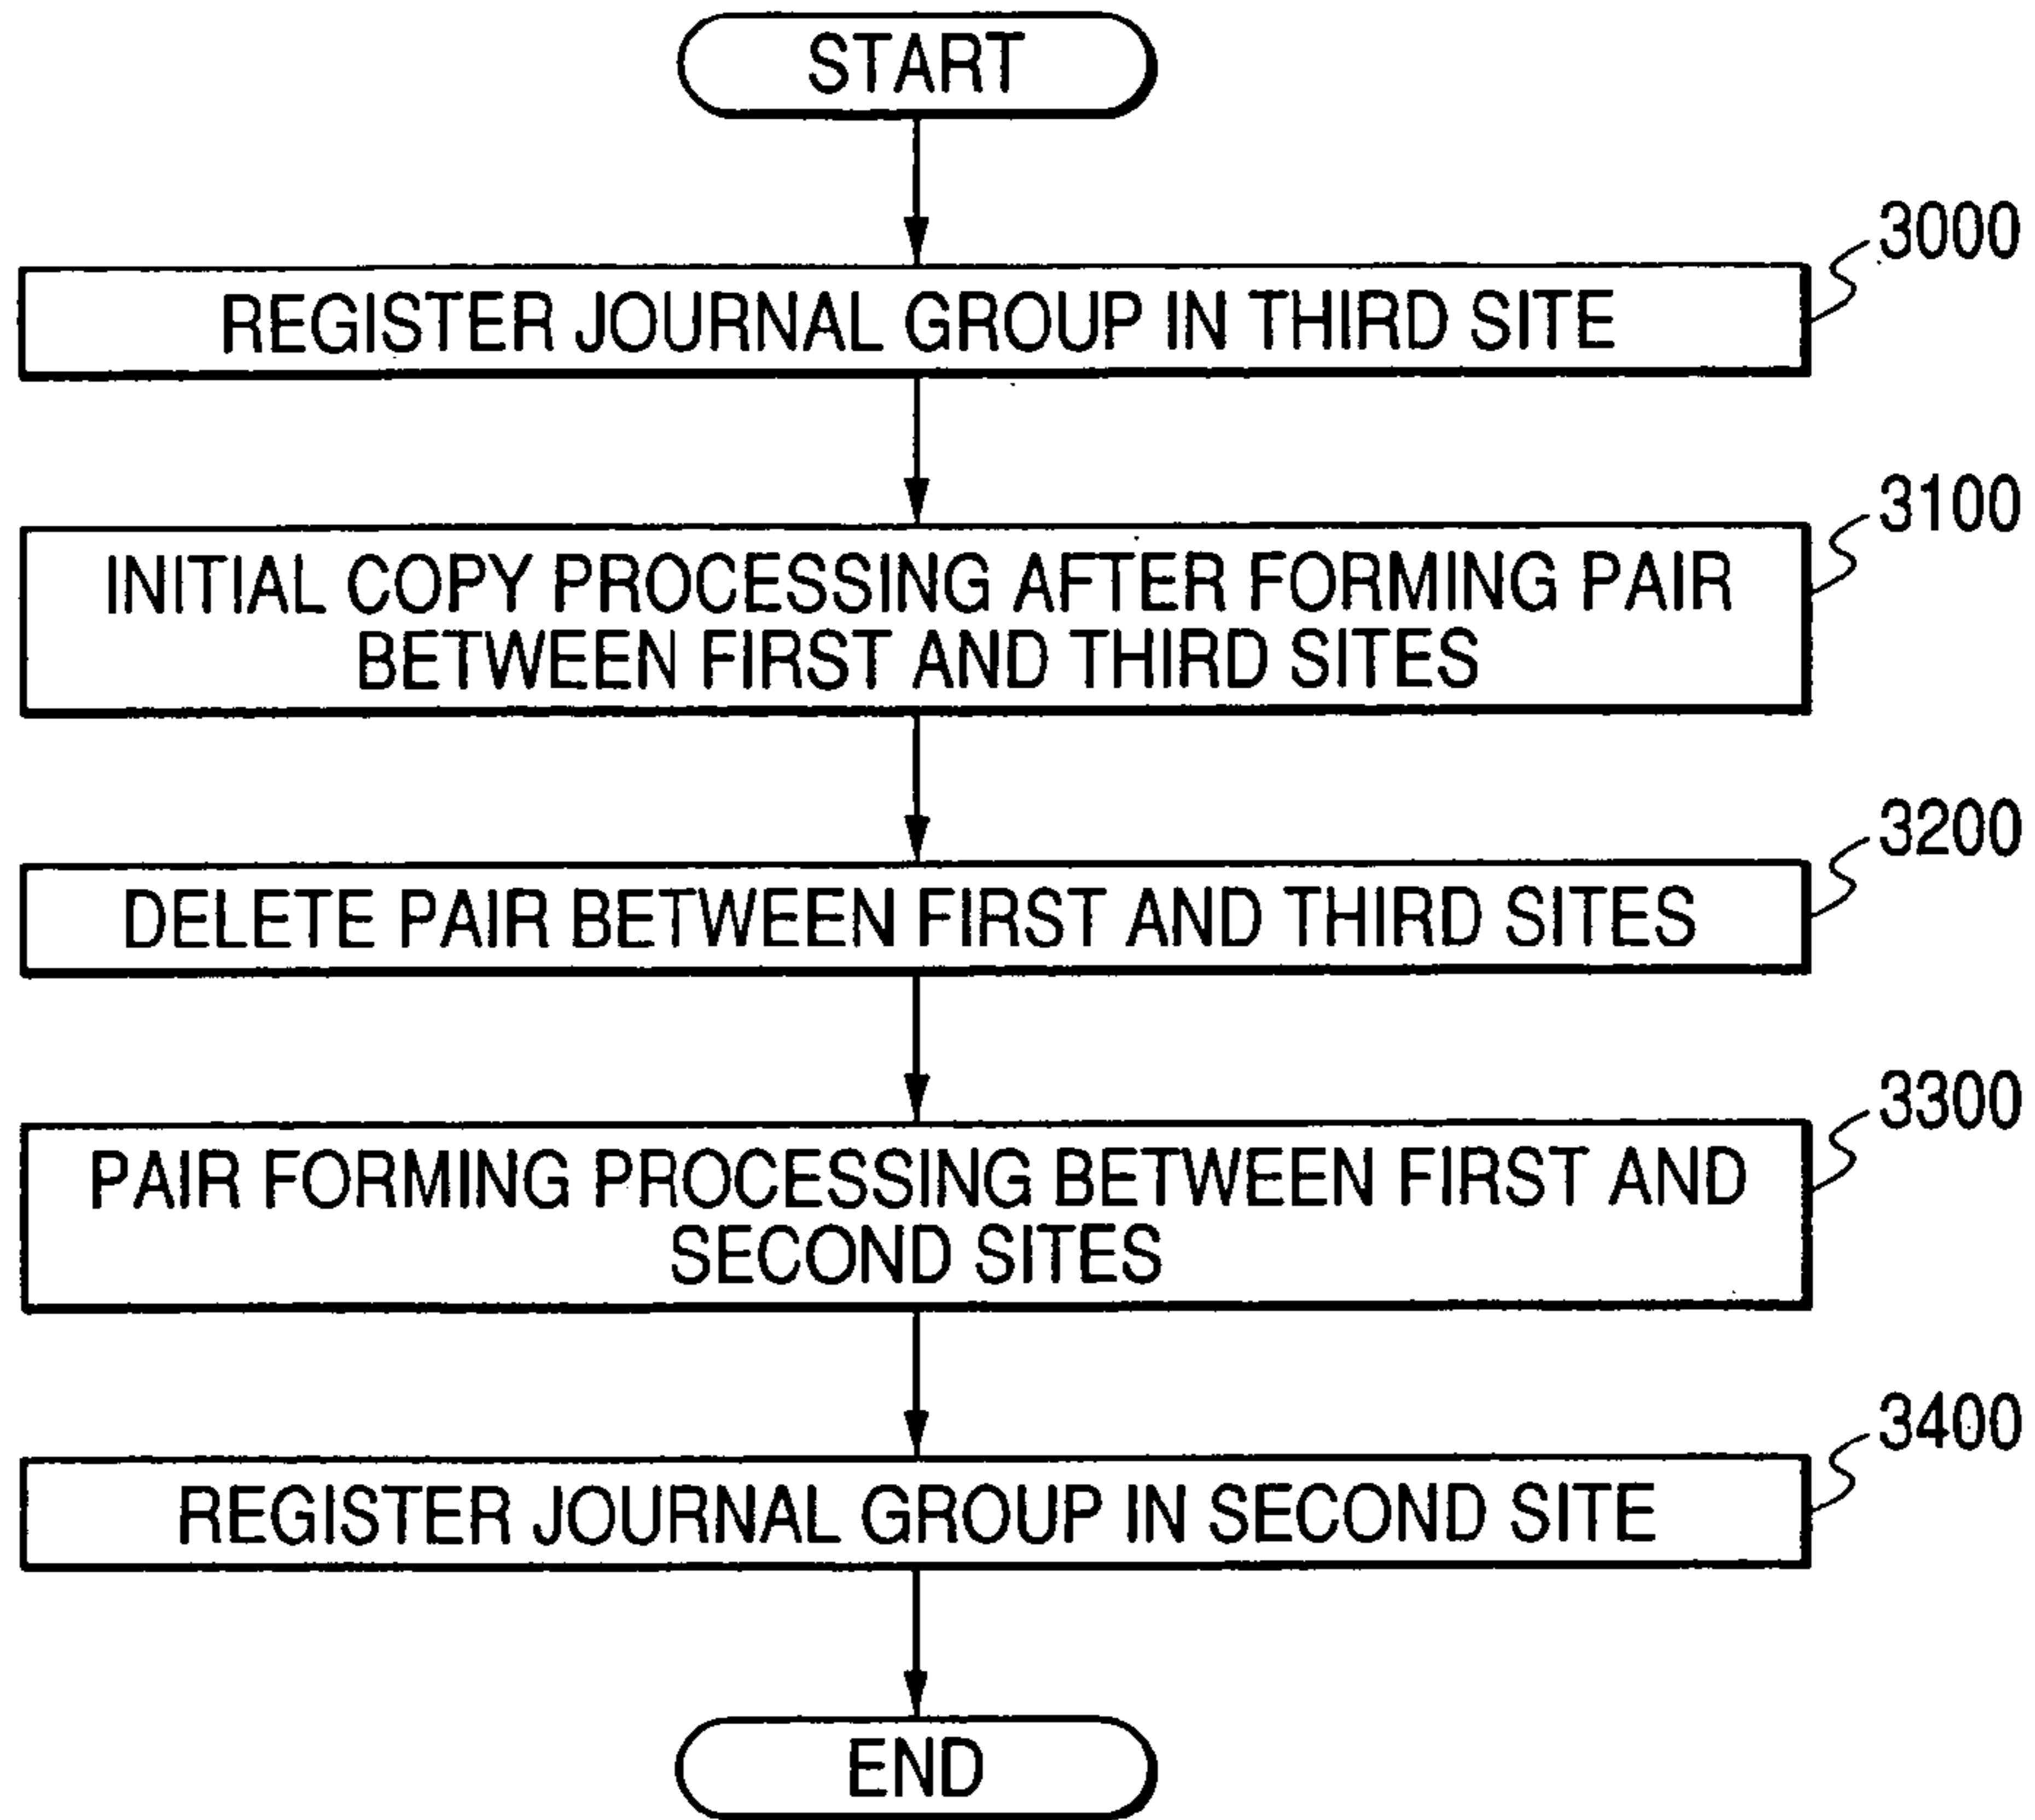 START
3000
REGISTER JOURNAL GROUP IN THIRD SITE
3100
INITIAL COPY PROCESSING AFTER FORMING PAIR
BETWEEN FIRST AND THIRD SITES
3200
DELETE PAIR BETWEEN FIRST AND THIRD SITES
3300
PAIR FORMING PROCESSING BETWEEN FIRST AND
SECOND SITES
3400
REGISTER JOURNAL GROUP IN SECOND SITE
END